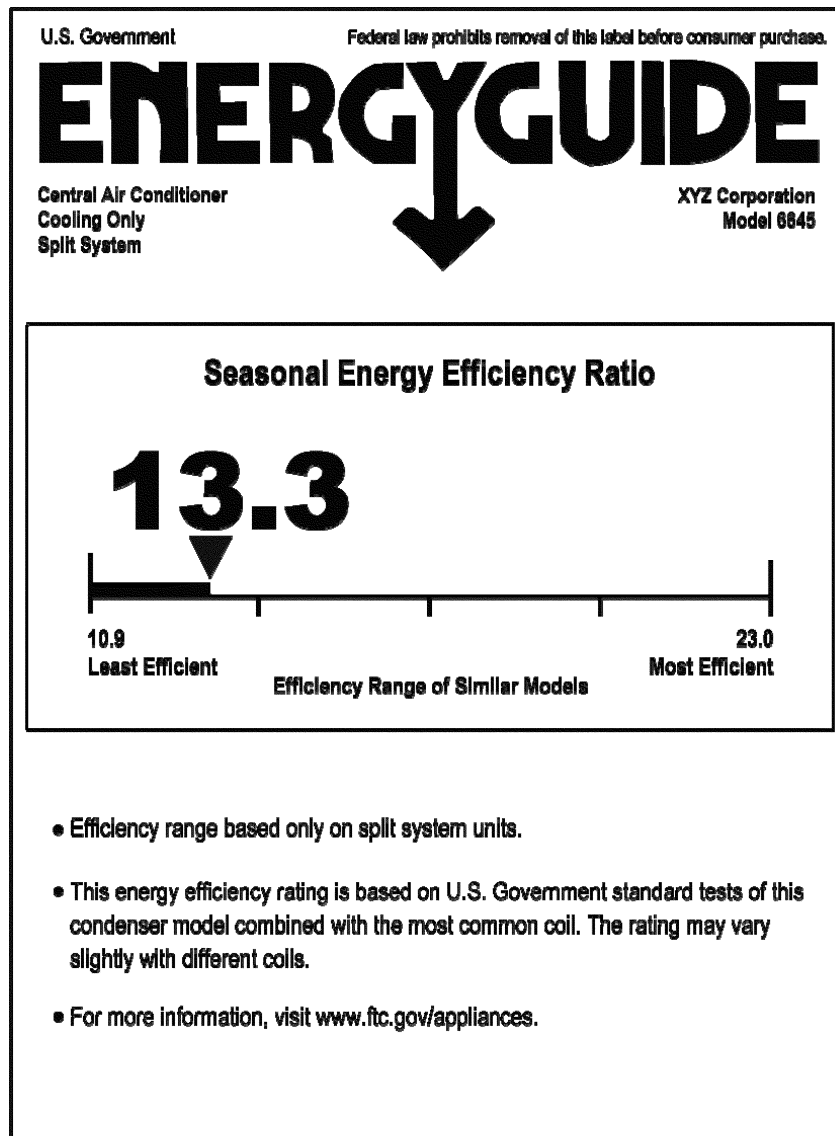 U.S. Government Federal law prohibits removal of this label before consumer purchase.
ENERGYGUIDE
Central Air Conditioner
Cooling Only
Split System
XYZ Corporation
Model 6645
Seasonal Energy Efficiency Ratio
13.3
10.9
Least Efficient
23.0
Most Efficient
Efficiency Range of Similar Models
• Efficiency range based only on split system units.
• This energy efficiency rating is based on U.S. Government standard tests of this
condenser model combined with the most common coil. The rating may vary
slightly with different coils.
• For more information, visit www.ftc.gov/appliances.